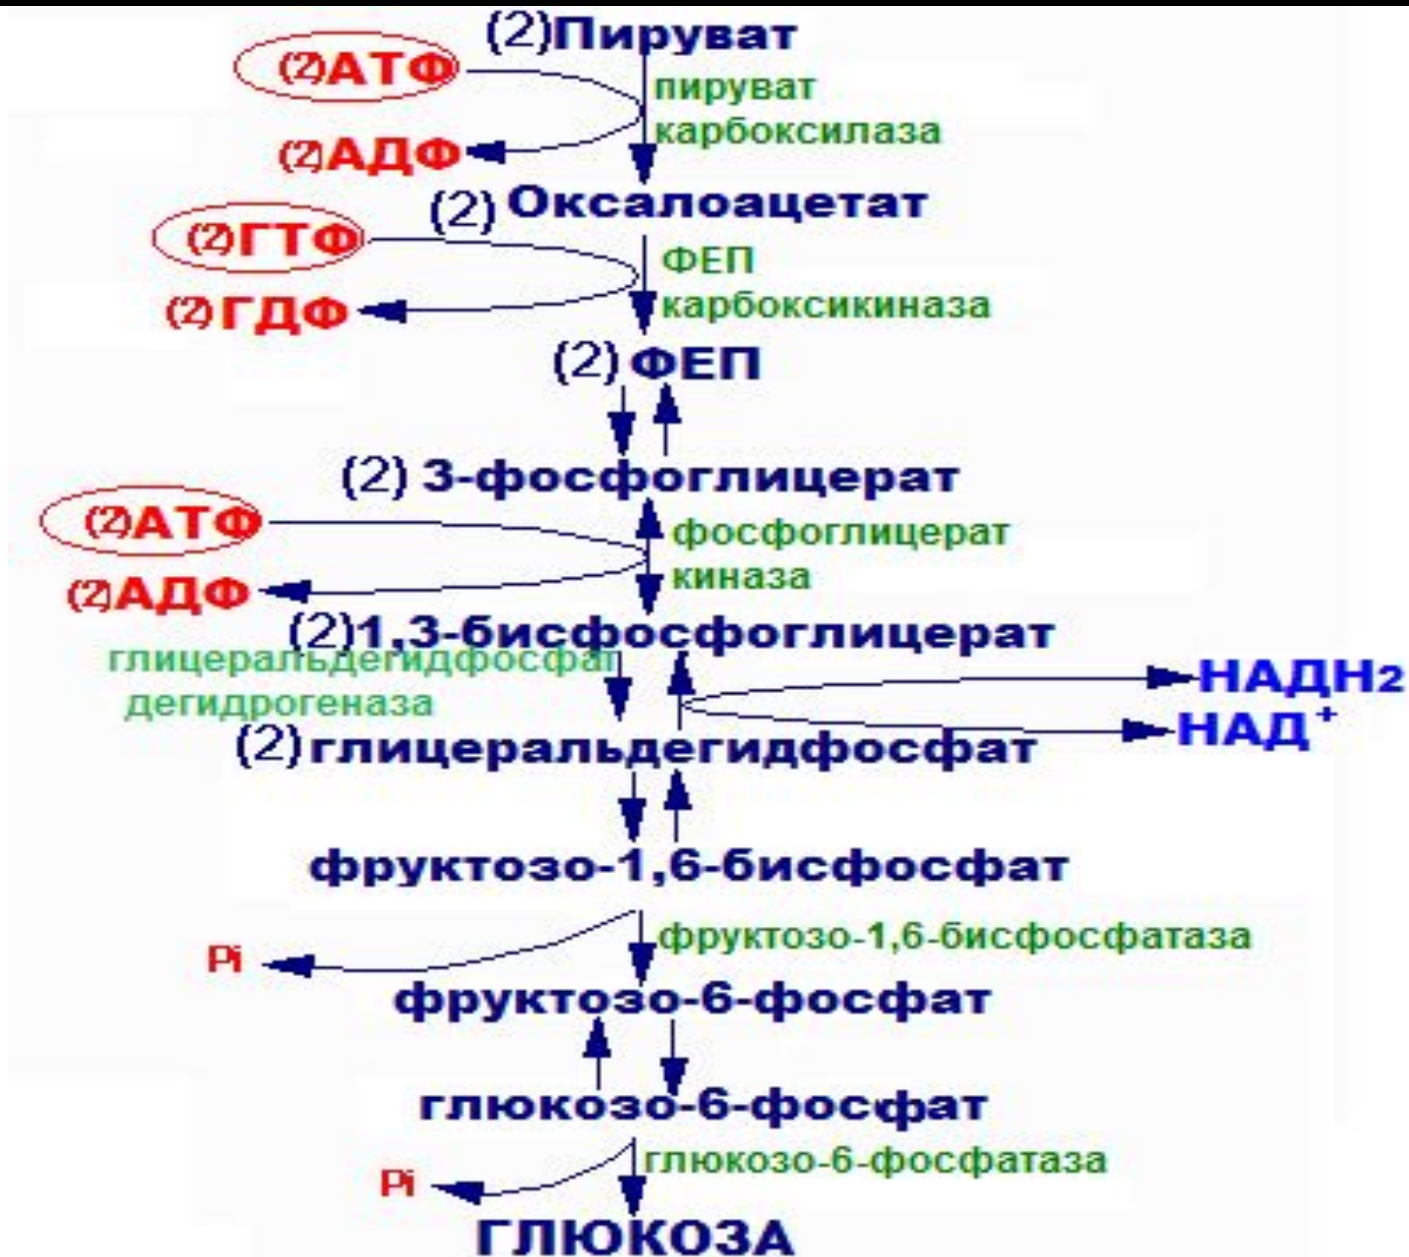 (2)Пируват
(2)АТФ
пируват
карбоксилаза
(2)АДФ
(2) Оксалоацетат
(2)ГТФ
ФЕП
карбоксикиназа
(2)ГДФ
(2) ФЕП
(2) 3-фосфоглицерат
(2)АТФ
фосфоглицерат
киназа
(2)АДФ
(2)1,3-бисфосфоглицерат
глицеральдегидфосфат
дегидрогеназа
НАДН2
НАД+
(2)глицеральдегидфосфат
фруктозо-1,6-бисфосфат
фруктозо-1,6-бисфосфатаза
Pi
фруктозо-6-фосфат
глюкозо-6-фосфат
глюкозо-6-фосфатаза
Pi
ГЛЮКОЗА